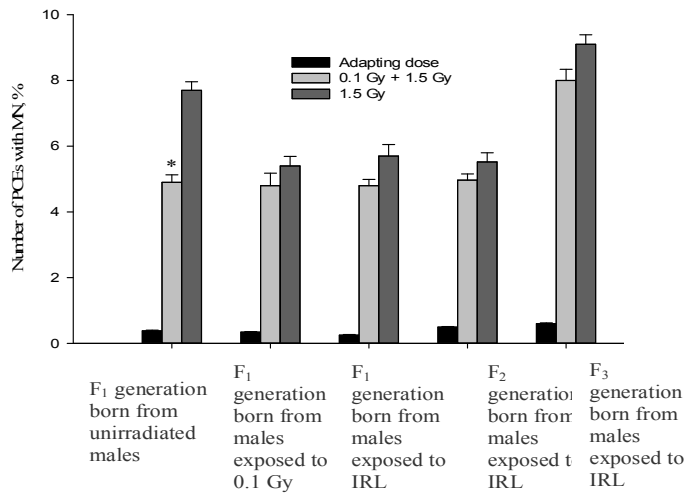 10
8
6
4
2
0
Number of PCEs with MN, %
Adapting dose
0.1 Gy + 1.5 Gy
1.5 Gy
*
F₁ generation
born from
unirradiated
males
F₁
generation
born from
males
exposed to
0.1 Gy
F₁
generation
born from
males
exposed to
IRL
F₂
generation
born from
males
exposed to
IRL
F₃
generation
born from
males
exposed to
IRL